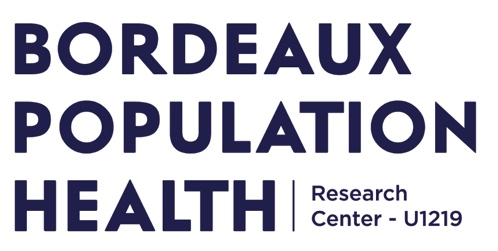 BORDEAUX
POPULATION
HEALTH
Research
Center - U1219